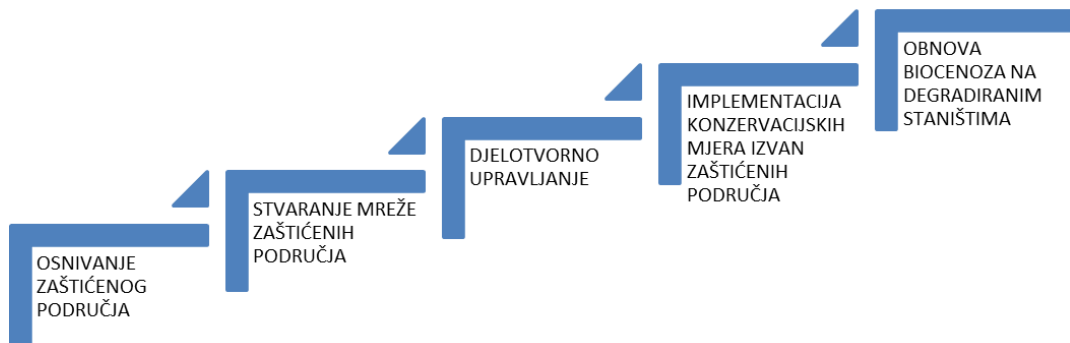 OSNIVANJE
ZAŠTIĆENOG
PODRUČJA
STVARANJE MREŽE
ZAŠTIĆENIH
PODRUČJA
DJELOTVORNO
UPRAVLJANJE
IMPLEMENTACIJA
KONZERVACIJSKIH
MJERA IZVAN
ZAŠTIĆENIH
PODRUČJA
OBNOVA
BIOCENOZA NA
DEGRADIRANIM
STANIŠTIMA